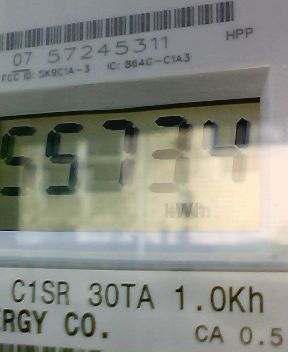 07 57245311
HPP
FCC ID: SK9C1A-3 IC: 864G-C1A3
55734
kWh
C1SR 30TA 1.0Kh
RGY CO.
CA 0.5